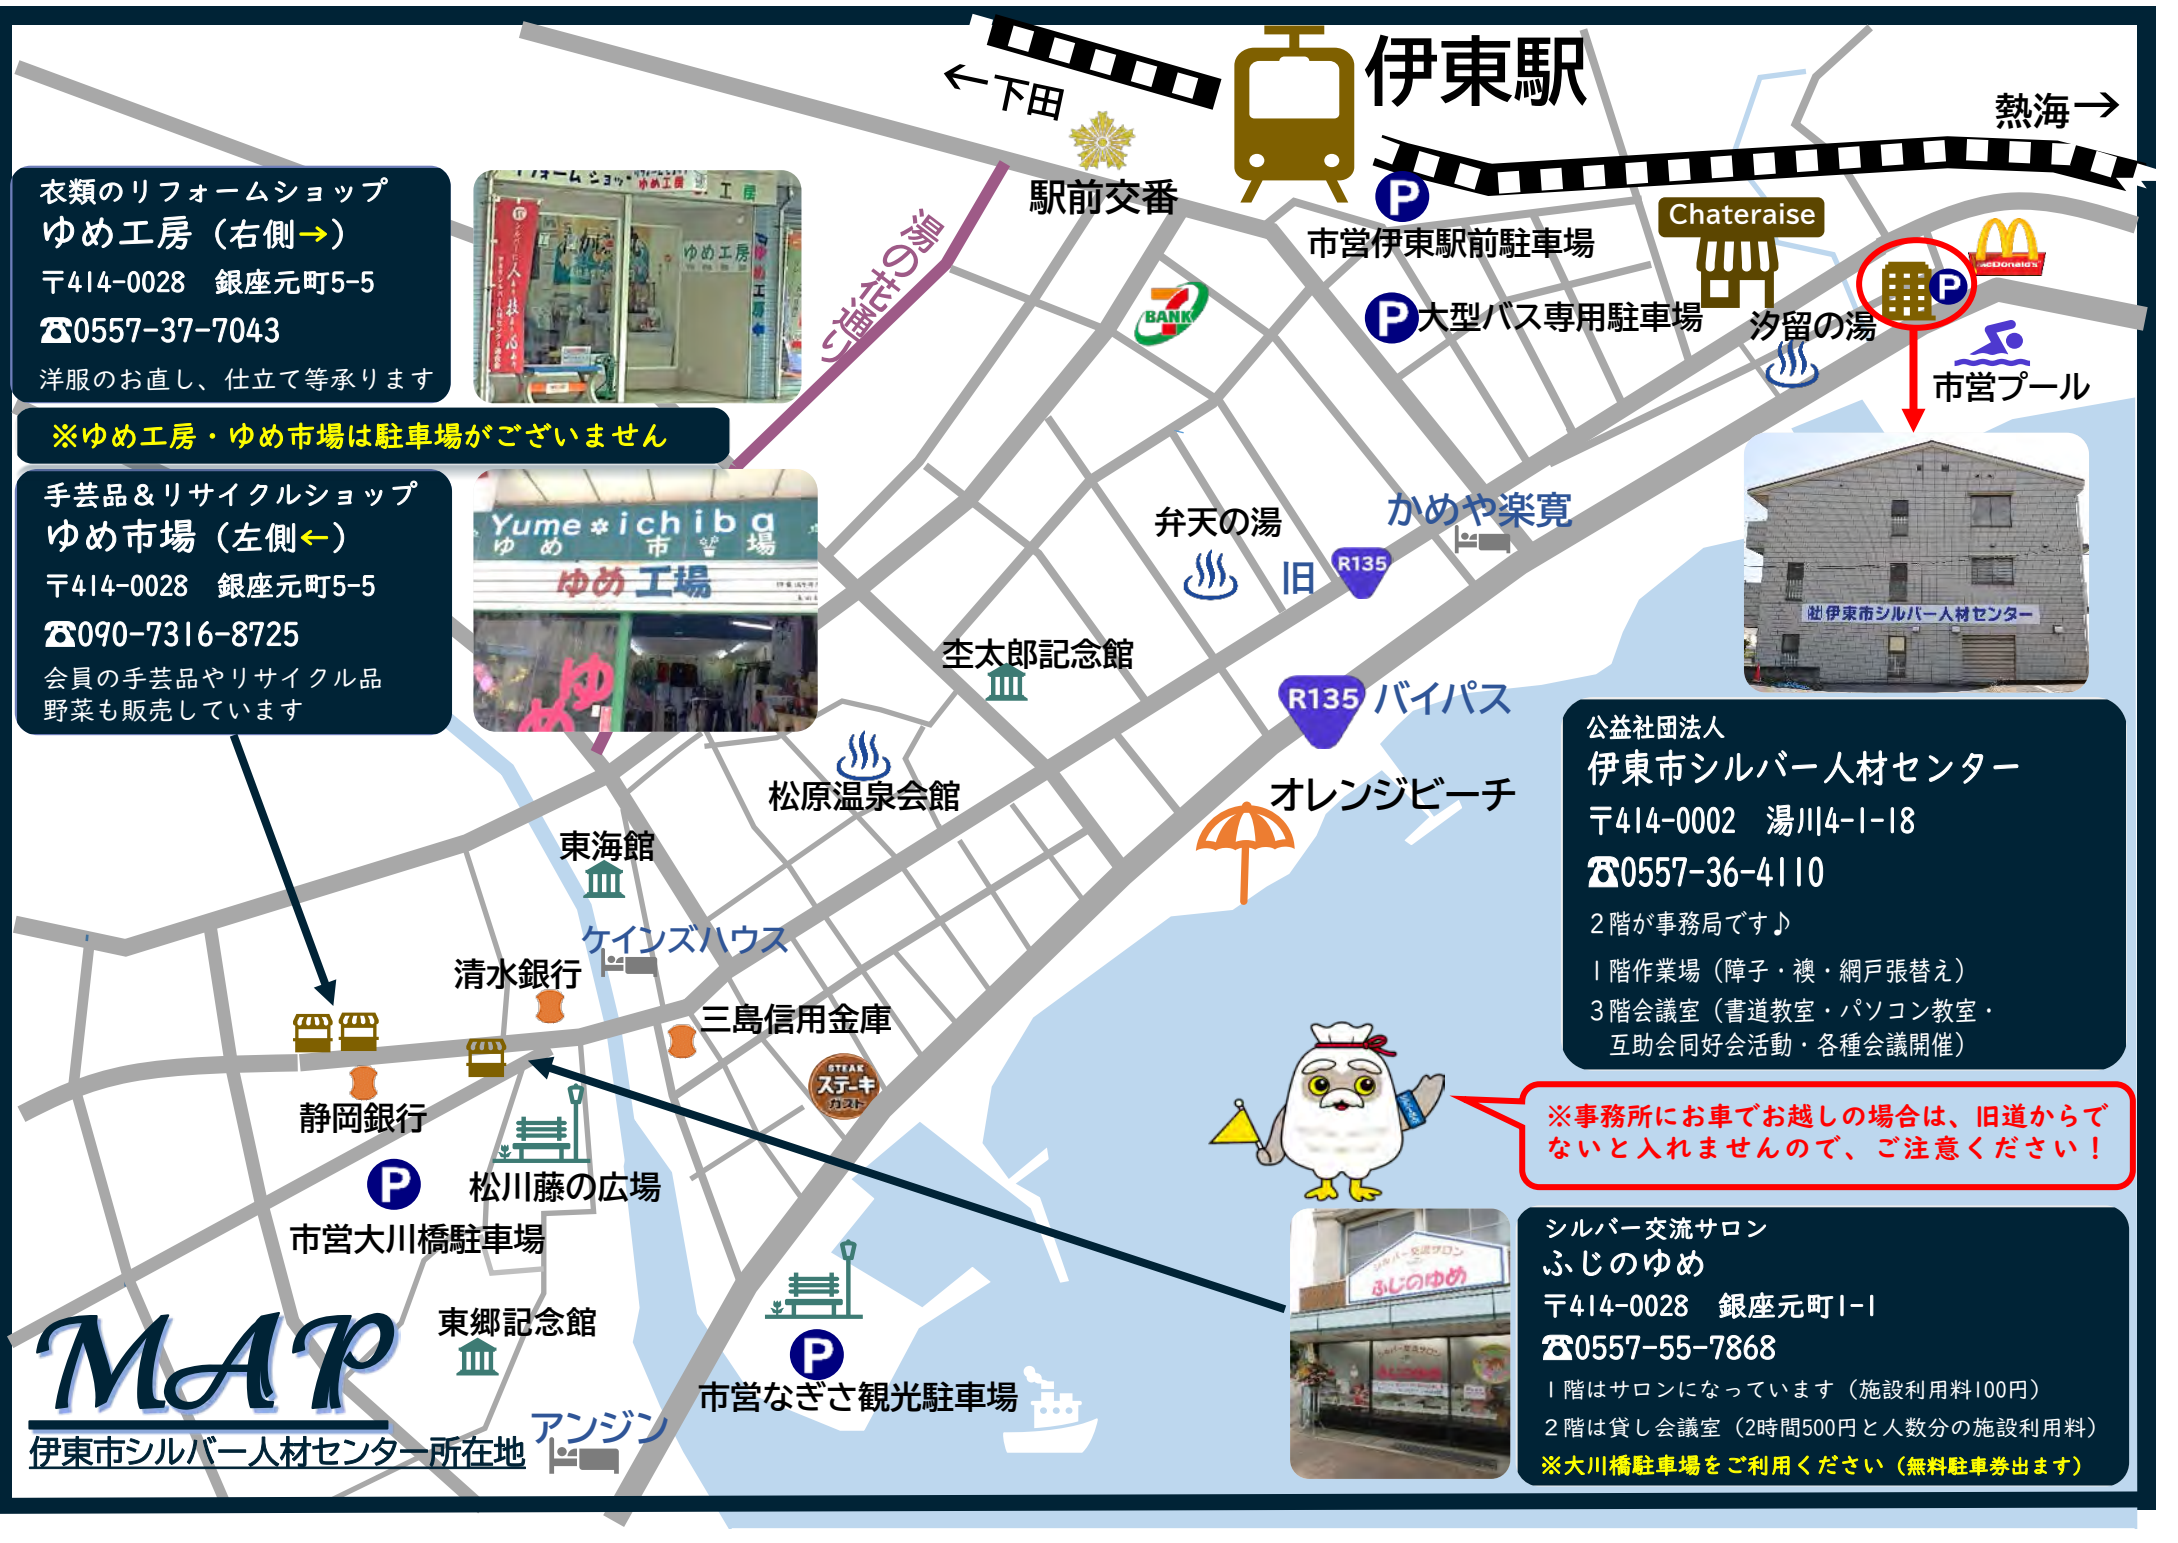 伊東駅
←下田
熱海→
駅前交番
湯の花通り
市営伊東駅前駐車場
大型バス専用駐車場
Chateraise
McDonald's
汐留の湯
市営プール
7
BANK
衣類のリフォームショップ
ゆめ工房（右側→）
〒414-0028　銀座元町5-5
☎0557-37-7043
洋服のお直し、仕立て等承ります
ゆめ工房
※ゆめ工房・ゆめ市場は駐車場がございません
手芸品＆リサイクルショップ
ゆめ市場（左側←）
〒414-0028　銀座元町5-5
☎090-7316-8725
会員の手芸品やリサイクル品
野菜も販売しています
Yume ichiba
ゆめ市場
ゆめ工場
ゆめ
弁天の湯
かめや楽寛
旧
R135
杢太郎記念館
R135
バイパス
松原温泉会館
オレンジビーチ
東海館
ケインズハウス
清水銀行
三島信用金庫
STEAK
ステーキ
ガスト
静岡銀行
P
市営大川橋駐車場
松川藤の広場
東郷記念館
P
市営なぎさ観光駐車場
アンジン
MAP
伊東市シルバー人材センター所在地
P
P
P
㈳伊東市シルバー人材センター
公益社団法人
伊東市シルバー人材センター
〒414-0002　湯川4-1-18
☎0557-36-4110
２階が事務局です♪
１階作業場（障子・襖・網戸張替え）
３階会議室（書道教室・パソコン教室・
互助会同好会活動・各種会議開催）
※事務所にお車でお越しの場合は、旧道からで
ないと入れませんので、ご注意ください！
シルバー交流サロン
ふじのゆめ
シルバー交流サロン
ふじのゆめ
〒414-0028　銀座元町1-1
☎0557-55-7868
１階はサロンになっています（施設利用料100円）
２階は貸し会議室（2時間500円と人数分の施設利用料）
※大川橋駐車場をご利用ください（無料駐車券出ます）